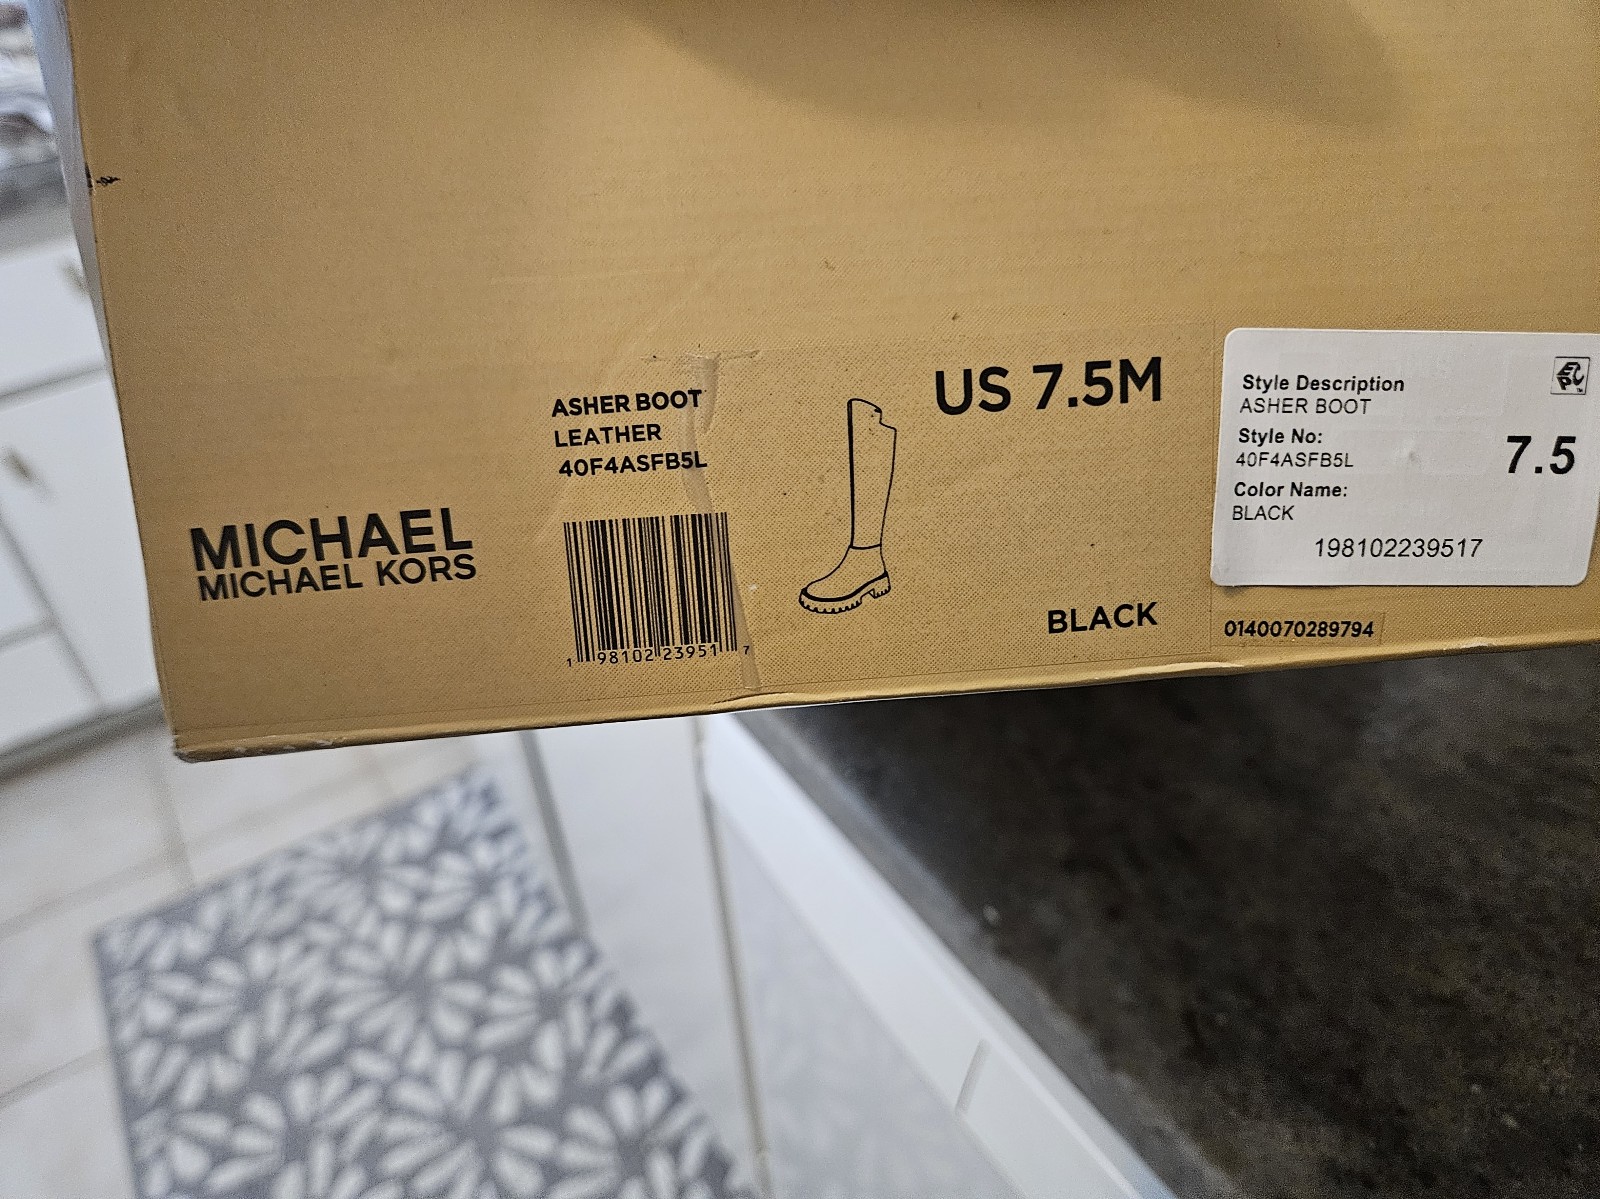 MICHAEL
MICHAEL KORS
ASHER BOOT
LEATHER
40F4ASFB5L
1 98102 23951 7
US 7.5M
BLACK
Style Description
ASHER BOOT
Style No:
40F4ASFB5L
7.5
Color Name:
BLACK
198102239517
0140070289794
EPC